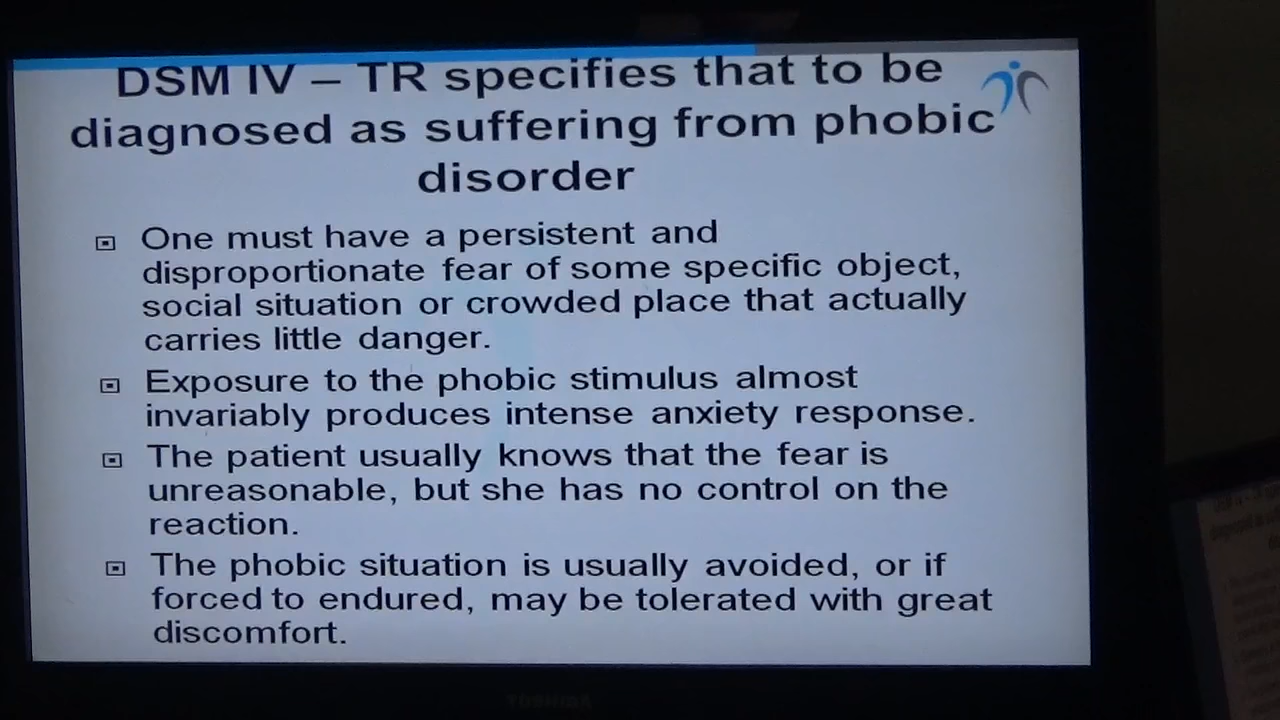 DSM IV – TR specifies that to be
diagnosed as suffering from phobic
disorder
One must have a persistent and
disproportionate fear of some specific object,
social situation or crowded place that actually
carries little danger.
Exposure to the phobic stimulus almost
invariably produces intense anxiety response.
The patient usually knows that the fear is
unreasonable, but she has no control on the
reaction.
The phobic situation is usually avoided, or if
forced to endured, may be tolerated with great
discomfort.
TOSHIBA